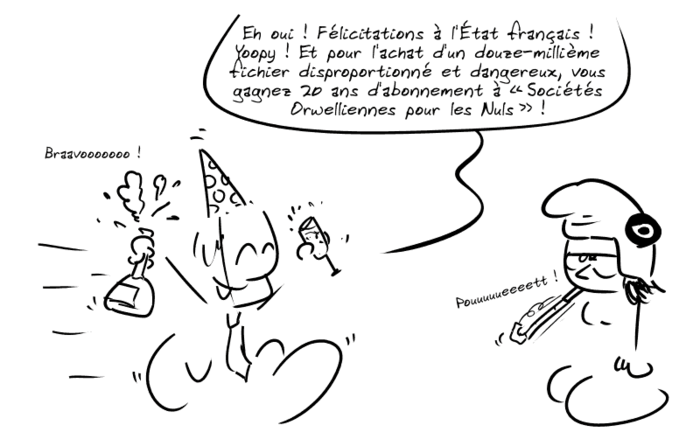 Eh oui ! Félicitations à l'État français !
Yoopy ! Et pour l'achat d'un douze-millième
fichier disproportionné et dangereux, vous
gagnez 20 ans d'abonnement à « Sociétés
Orwelliennes pour les Nuls » !
Braavooooooo !
Pouuuuueeeett !